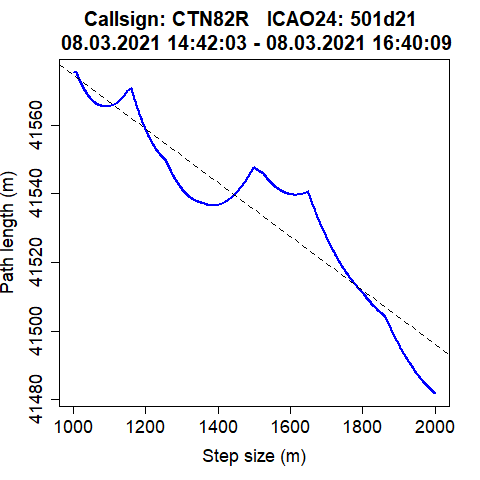 Callsign: CTN82R   ICAO24: 501d21
08.03.2021 14:42:03 - 08.03.2021 16:40:09
Path length (m)
41560
41540
41520
41500
41480
1000 1200 1400 1600 1800 2000
Step size (m)